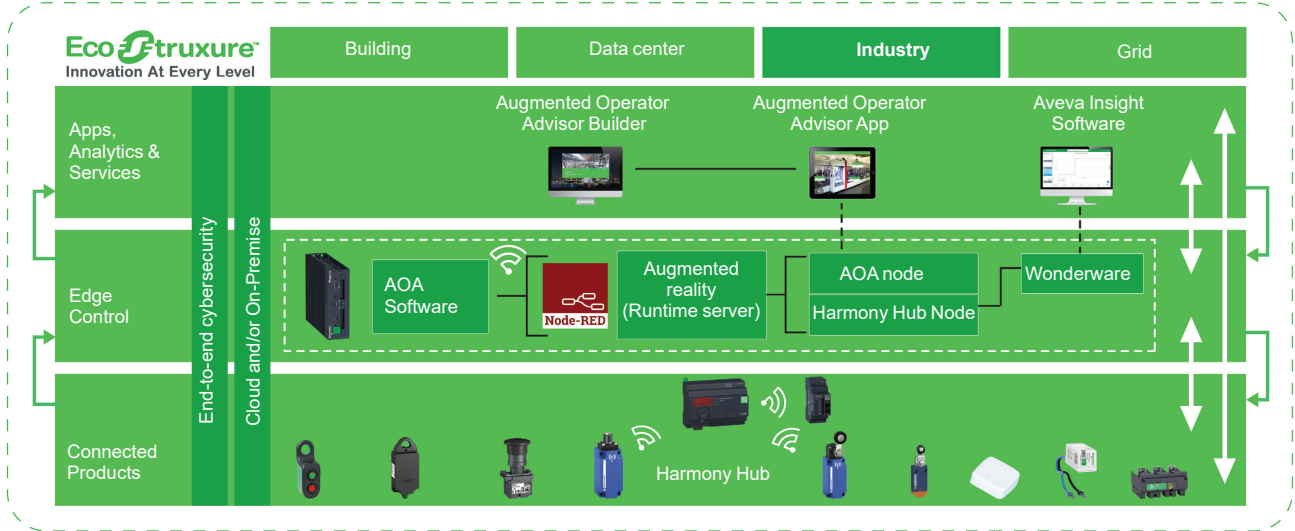 EcoStruxure™
Innovation At Every Level
Building
Data center
Industry
Grid
Apps,
Analytics &
Services
Augmented Operator
Advisor Builder
Augmented Operator
Advisor App
Aveva Insight
Software
End-to-end cybersecurity
Cloud and/or On-Premise
Edge
Control
AOA
Software
Node-RED
Augmented
reality
(Runtime server)
AOA node
Harmony Hub Node
Wonderware
Connected
Products
Harmony Hub